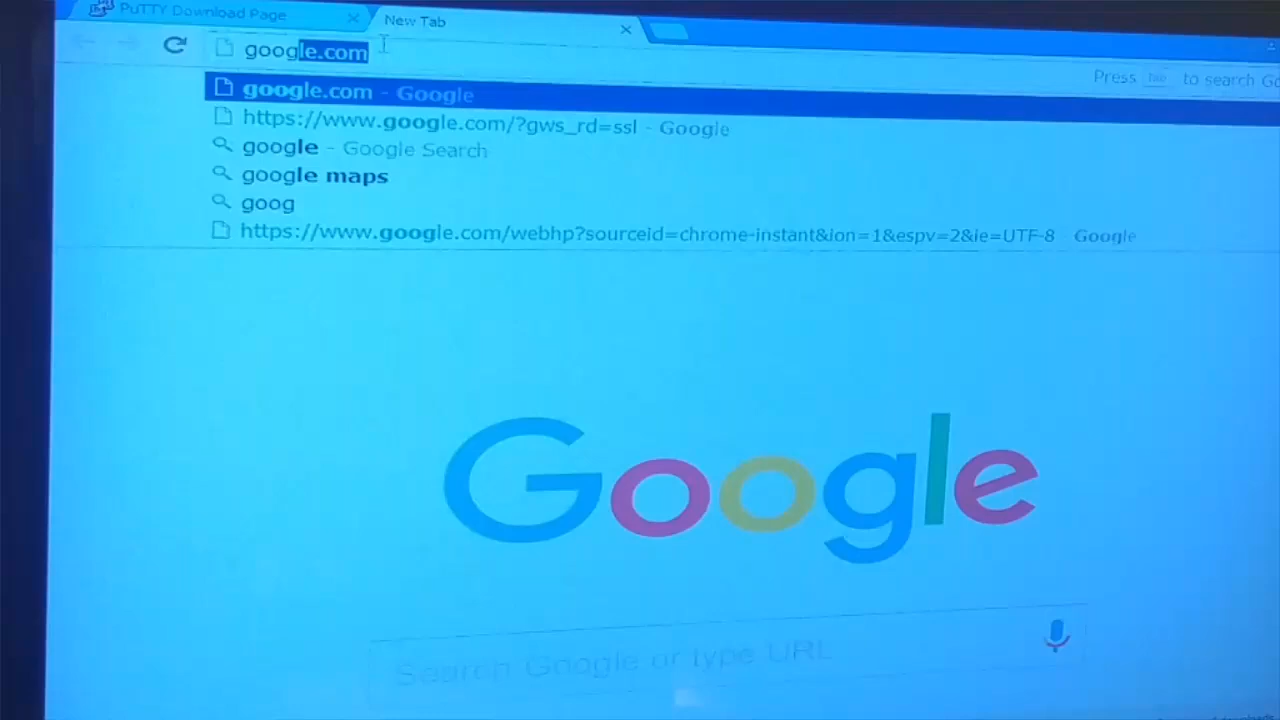 PuTTY Download Page
New Tab
google.com
Press tab to search Go
google.com - Google
https://www.google.com/?gws_rd=ssl - Google
google - Google Search
google maps
goog
https://www.google.com/webhp?sourceid=chrome-instant&ion=1&espv=2&ie=UTF-8 Google
Google
Search Google or type URL